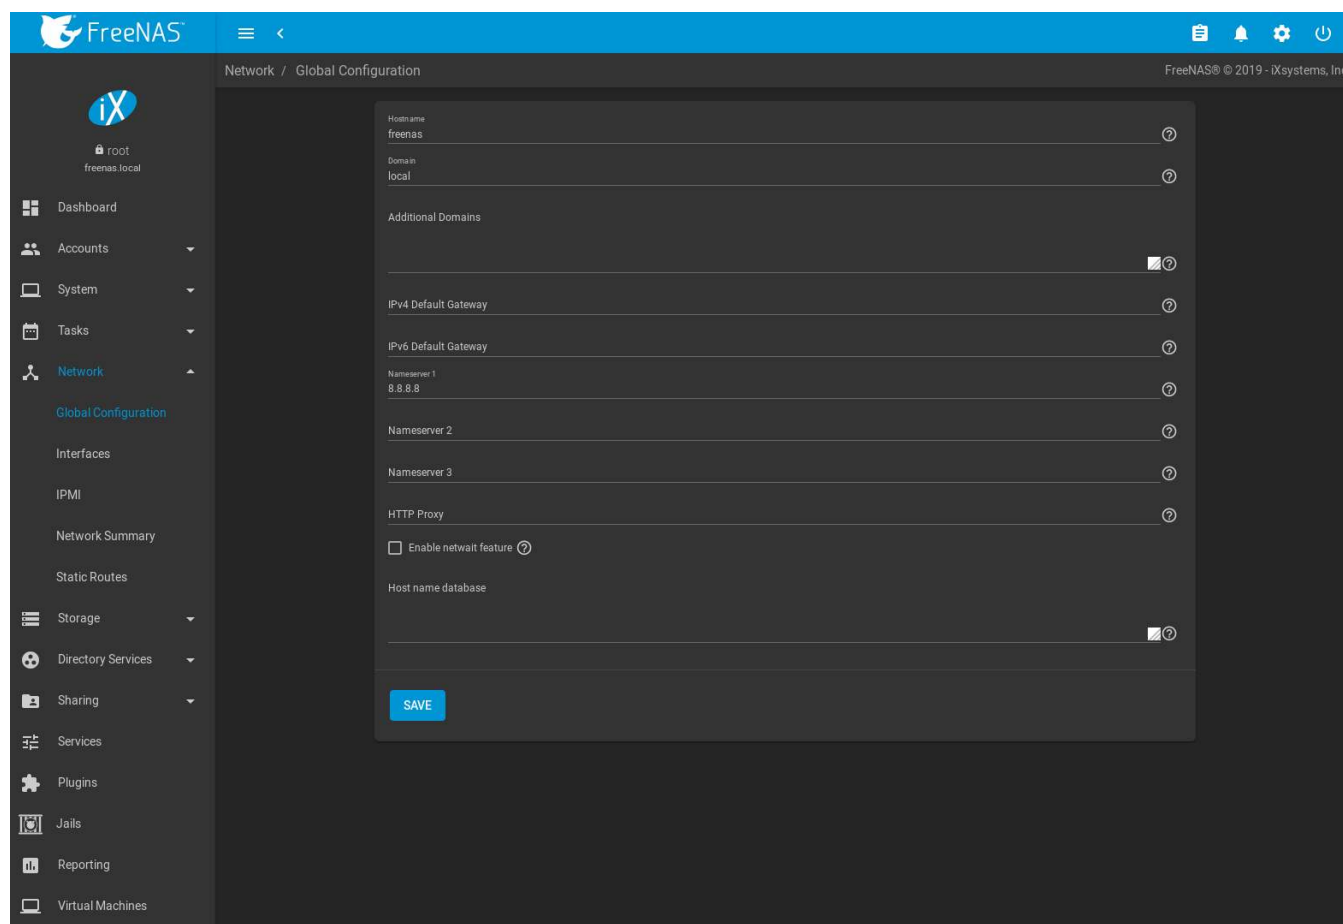 FreeNAS™
Network / Global Configuration
FreeNAS® © 2019 - iXsystems, Inc
iX
root
freenas.local
Dashboard
Accounts
System
Tasks
Network
Global Configuration
Interfaces
IPMI
Network Summary
Static Routes
Storage
Directory Services
Sharing
Services
Plugins
Jails
Reporting
Virtual Machines
Hostname
freenas
Domain
local
Additional Domains
IPv4 Default Gateway
IPv6 Default Gateway
Nameserver 1
8.8.8.8
Nameserver 2
Nameserver 3
HTTP Proxy
Enable netwait feature
Host name database
SAVE